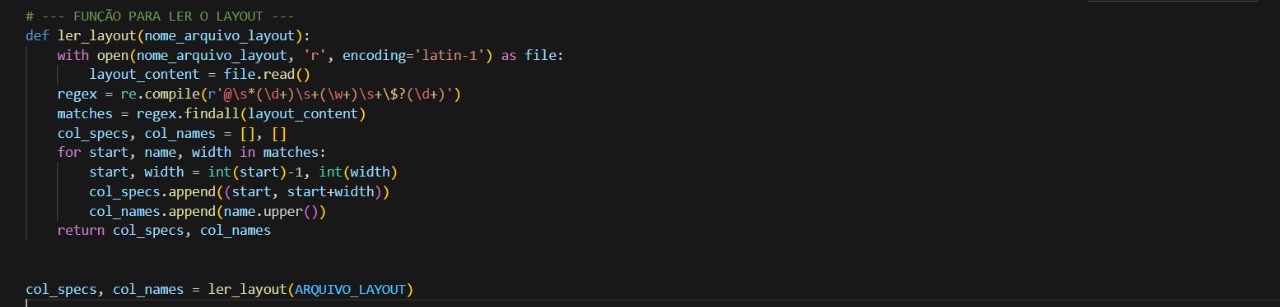 # --- FUNÇÃO PARA LER O LAYOUT ---
def ler_layout(nome_arquivo_layout):
    with open(nome_arquivo_layout, 'r', encoding='latin-1') as file:
        layout_content = file.read()
    regex = re.compile(r'@\s*(\d+)\s+(\w+)\s+\$?(\d+)')
    matches = regex.findall(layout_content)
    col_specs, col_names = [], []
    for start, name, width in matches:
        start, width = int(start)-1, int(width)
        col_specs.append((start, start+width))
        col_names.append(name.upper())
    return col_specs, col_names
col_specs, col_names = ler_layout(ARQUIVO_LAYOUT)